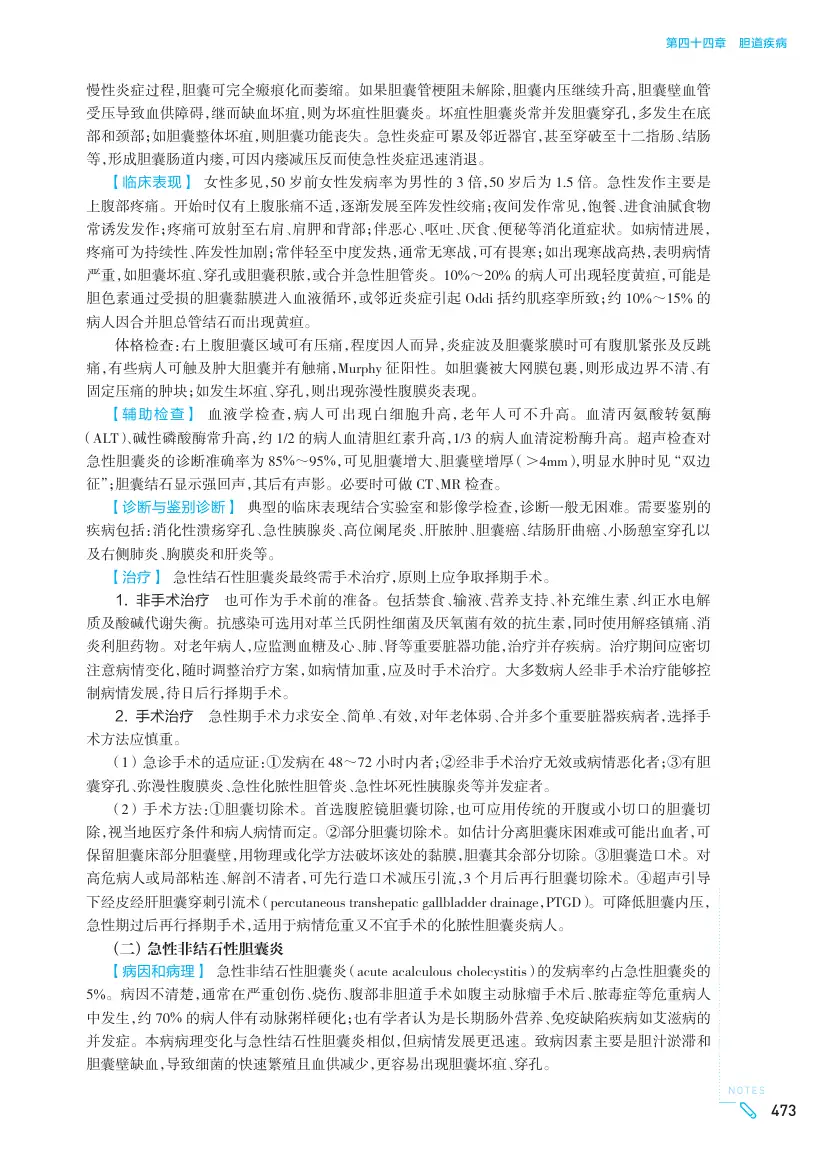 第四十四章 胆道疾病
慢性炎症过程,胆囊可完全瘢痕化而萎缩。如果胆囊管梗阻未解除,胆囊内压继续升高,胆囊壁血管
受压导致血供障碍,继而缺血坏疽,则为坏疽性胆囊炎。坏疽性胆囊炎常并发胆囊穿孔,多发生在底
部和颈部;如胆囊整体坏疽,则胆囊功能丧失。急性炎症可累及邻近器官,甚至穿破至十二指肠、结肠
等,形成胆囊肠道内瘘,可因内瘘减压反而使急性炎症迅速消退。
【临床表现】 女性多见,50 岁前女性发病率为男性的 3 倍,50 岁后为 1.5 倍。急性发作主要是
上腹部疼痛。开始时仅有上腹胀痛不适,逐渐发展至阵发性绞痛;夜间发作常见,饱餐、进食油腻食物
常诱发发作;疼痛可放射至右肩、肩胛和背部;伴恶心、呕吐、厌食、便秘等消化道症状。如病情进展,
疼痛可为持续性、阵发性加剧;常伴轻至中度发热,通常无寒战,可有畏寒;如出现寒战高热,表明病情
严重,如胆囊坏疽、穿孔或胆囊积脓,或合并急性胆管炎。10%～20% 的病人可出现轻度黄疸,可能是
胆色素通过受损的胆囊黏膜进入血液循环,或邻近炎症引起 Oddi 括约肌痉挛所致;约 10%～15% 的
病人因合并胆总管结石而出现黄疸。
体格检查:右上腹胆囊区域可有压痛,程度因人而异,炎症波及胆囊浆膜时可有腹肌紧张及反跳
痛,有些病人可触及肿大胆囊并有触痛,Murphy 征阳性。如胆囊被大网膜包裹,则形成边界不清、有
固定压痛的肿块;如发生坏疽、穿孔,则出现弥漫性腹膜炎表现。
【辅助检查】 血液学检查,病人可出现白细胞升高,老年人可不升高。血清丙氨酸转氨酶
（ALT）、碱性磷酸酶常升高,约 1/2 的病人血清胆红素升高,1/3 的病人血清淀粉酶升高。超声检查对
急性胆囊炎的诊断准确率为 85%～95%,可见胆囊增大、胆囊壁增厚（>4mm）,明显水肿时见“双边
征”;胆囊结石显示强回声,其后有声影。必要时可做 CT、MR 检查。
【诊断与鉴别诊断】 典型的临床表现结合实验室和影像学检查,诊断一般无困难。需要鉴别的
疾病包括:消化性溃疡穿孔、急性胰腺炎、高位阑尾炎、肝脓肿、胆囊癌、结肠肝曲癌、小肠憩室穿孔以
及右侧肺炎、胸膜炎和肝炎等。
【治疗】 急性结石性胆囊炎最终需手术治疗,原则上应争取择期手术。
1. 非手术治疗 也可作为手术前的准备。包括禁食、输液、营养支持、补充维生素、纠正水电解
质及酸碱代谢失衡。抗感染可选用对革兰氏阴性细菌及厌氧菌有效的抗生素,同时使用解痉镇痛、消
炎利胆药物。对老年病人,应监测血糖及心、肺、肾等重要脏器功能,治疗并存疾病。治疗期间应密切
注意病情变化,随时调整治疗方案,如病情加重,应及时手术治疗。大多数病人经非手术治疗能够控
制病情发展,待日后行择期手术。
2. 手术治疗 急性期手术力求安全、简单、有效,对年老体弱、合并多个重要脏器疾病者,选择手
术方法应慎重。
（1）急诊手术的适应证:①发病在 48～72 小时内者;②经非手术治疗无效或病情恶化者;③有胆
囊穿孔、弥漫性腹膜炎、急性化脓性胆管炎、急性坏死性胰腺炎等并发症者。
（2）手术方法:①胆囊切除术。首选腹腔镜胆囊切除,也可应用传统的开腹或小切口的胆囊切
除,视当地医疗条件和病人病情而定。②部分胆囊切除术。如估计分离胆囊床困难或可能出血者,可
保留胆囊床部分胆囊壁,用物理或化学方法破坏该处的黏膜,胆囊其余部分切除。③胆囊造口术。对
高危病人或局部粘连、解剖不清者,可先行造口术减压引流,3 个月后再行胆囊切除术。④超声引导
下经皮经肝胆囊穿刺引流术（percutaneous transhepatic gallbladder drainage,PTGD）。可降低胆囊内压,
急性期过后再行择期手术,适用于病情危重又不宜手术的化脓性胆囊炎病人。
（二）急性非结石性胆囊炎
【病因和病理】 急性非结石性胆囊炎（acute acalculous cholecystitis）的发病率约占急性胆囊炎的
5%。病因不清楚,通常在严重创伤、烧伤、腹部非胆道手术如腹主动脉瘤手术后、脓毒症等危重病人
中发生,约 70% 的病人伴有动脉粥样硬化;也有学者认为是长期肠外营养、免疫缺陷疾病如艾滋病的
并发症。本病病理变化与急性结石性胆囊炎相似,但病情发展更迅速。致病因素主要是胆汁淤滞和
胆囊壁缺血,导致细菌的快速繁殖且血供减少,更容易出现胆囊坏疽、穿孔。
NOTES
473